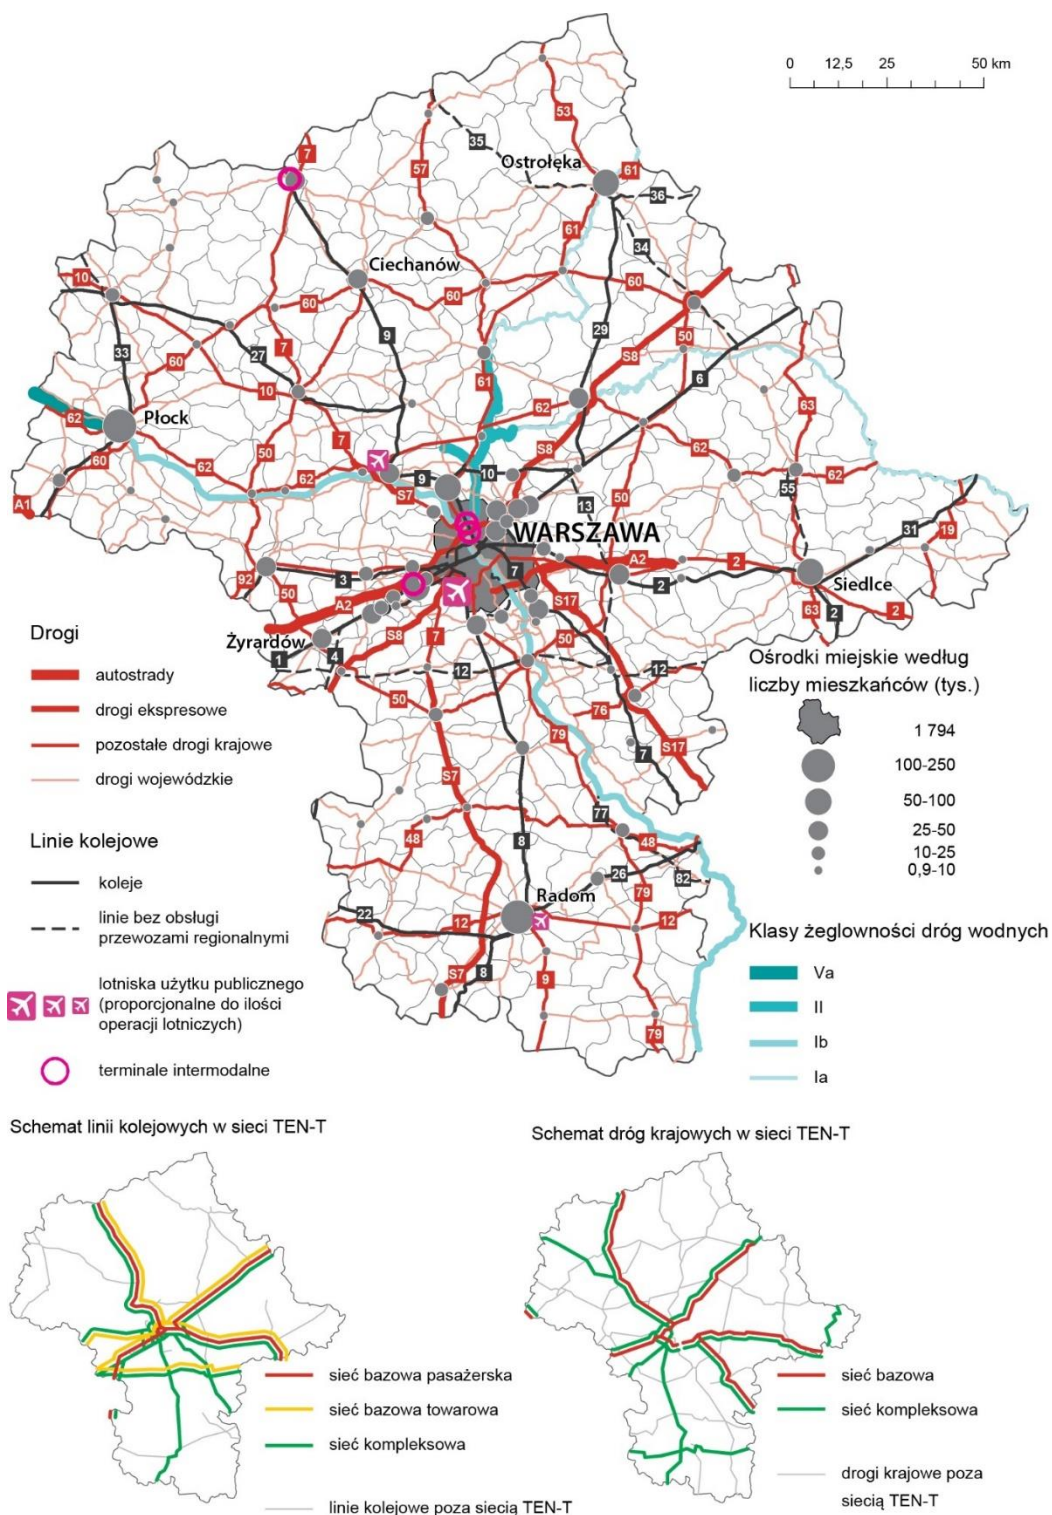 0 12,5 25 50 km
53
35
7
57
Ostrołęka
61
36
61
34
Ciechanów
10
60
60
60
9
29
33
7
27
50
S8
60
61
6
10
62
62
63
Płock
7
S8
62
60
62
62
50
62
62
10
9
55
A1
S7
13
31
19
WARSZAWA
92
3
7
A2
2
2
Siedlce
50
A2
S17
63
2
2
S8
7
50
Żyrardów
1
4
12
12
50
76
79
S17
7
S7
77
48
8
48
26
82
79
Radom
22
12
12
S7
8
9
79
Drogi
autostrady
drogi ekspresowe
pozostałe drogi krajowe
drogi wojewódzkie
Linie kolejowe
koleje
linie bez obsługi
przewozami regionalnymi
lotniska użytku publicznego
(proporcjonalne do ilości
operacji lotniczych)
terminale intermodalne
Ośrodki miejskie według
liczby mieszkańców (tys.)
1 794
100-250
50-100
25-50
10-25
0,9-10
Klasy żeglowności dróg wodnych
Va
II
Ib
Ia
Schemat linii kolejowych w sieci TEN-T
sieć bazowa pasażerska
sieć bazowa towarowa
sieć kompleksowa
linie kolejowe poza siecią TEN-T
Schemat dróg krajowych w sieci TEN-T
sieć bazowa
sieć kompleksowa
drogi krajowe poza
siecią TEN-T